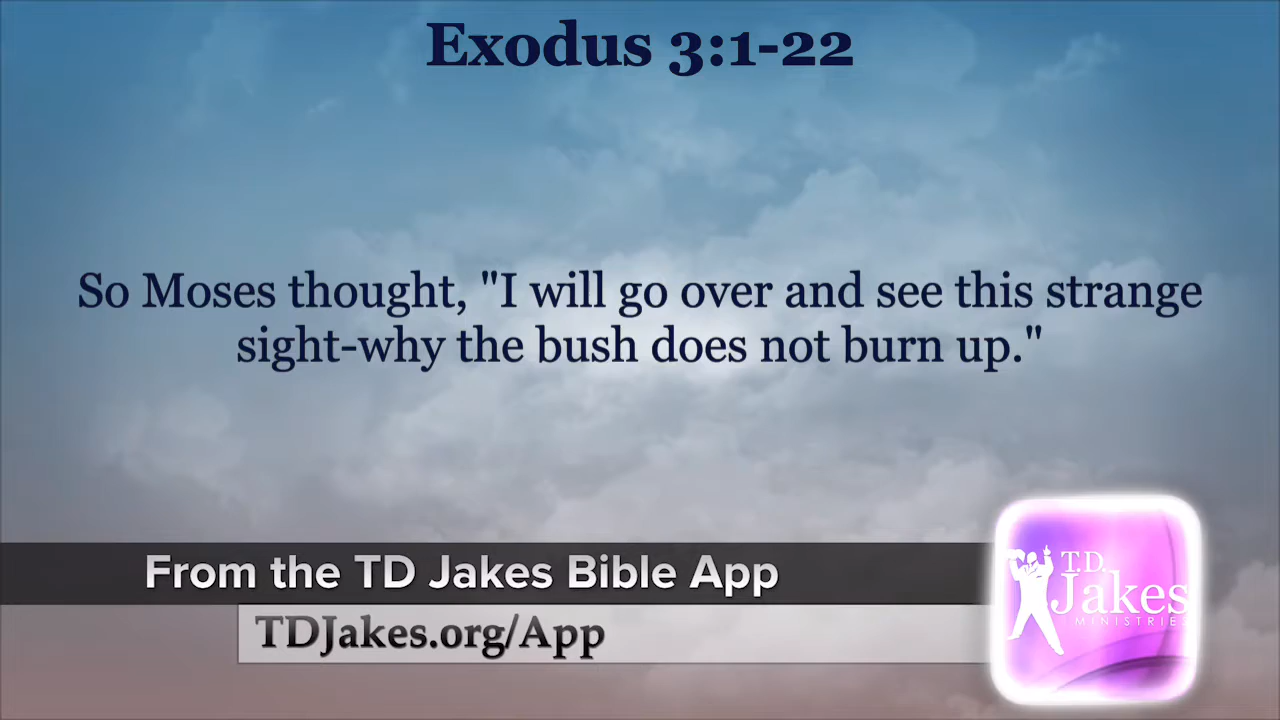 Exodus 3:1-22
So Moses thought, "I will go over and see this strange
sight-why the bush does not burn up."
From the TD Jakes Bible App
TDJakes.org/App
T.D.
Jakes
MINISTRIES